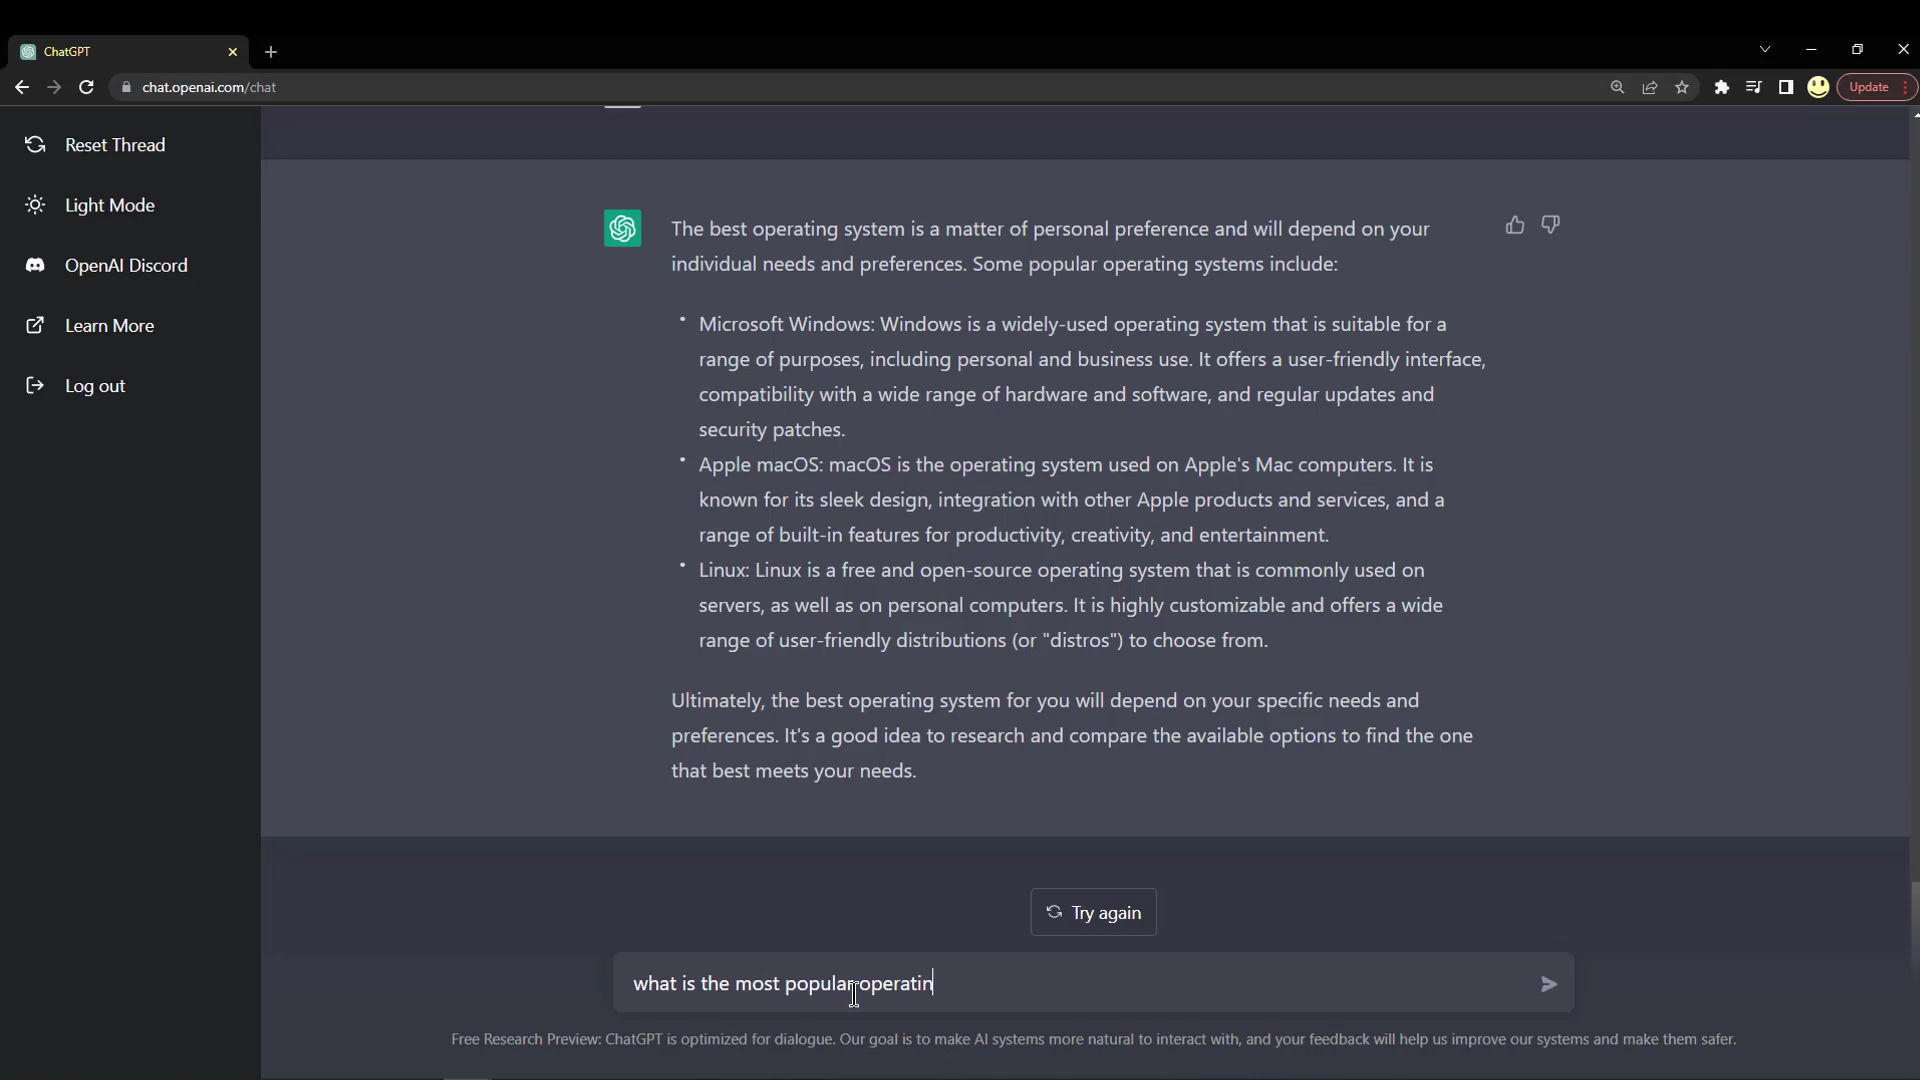 ChatGPT
chat.openai.com/chat
Update
Reset Thread
Light Mode
OpenAI Discord
Learn More
Log out
The best operating system is a matter of personal preference and will depend on your
individual needs and preferences. Some popular operating systems include:
• Microsoft Windows: Windows is a widely-used operating system that is suitable for a
range of purposes, including personal and business use. It offers a user-friendly interface,
compatibility with a wide range of hardware and software, and regular updates and
security patches.
• Apple macOS: macOS is the operating system used on Apple's Mac computers. It is
known for its sleek design, integration with other Apple products and services, and a
range of built-in features for productivity, creativity, and entertainment.
• Linux: Linux is a free and open-source operating system that is commonly used on
servers, as well as on personal computers. It is highly customizable and offers a wide
range of user-friendly distributions (or "distros") to choose from.
Ultimately, the best operating system for you will depend on your specific needs and
preferences. It's a good idea to research and compare the available options to find the one
that best meets your needs.
Try again
what is the most popular operatin
Free Research Preview: ChatGPT is optimized for dialogue. Our goal is to make AI systems more natural to interact with, and your feedback will help us improve our systems and make them safer.